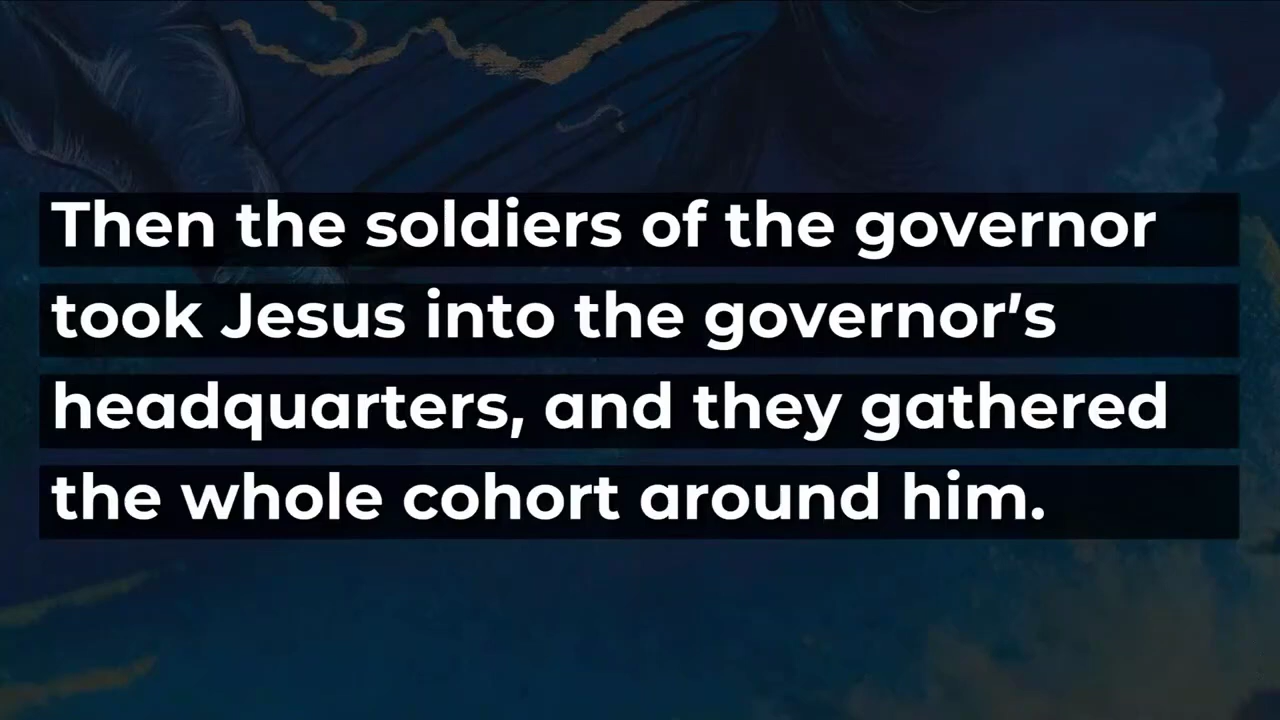 Then the soldiers of the governor
took Jesus into the governor’s
headquarters, and they gathered
the whole cohort around him.